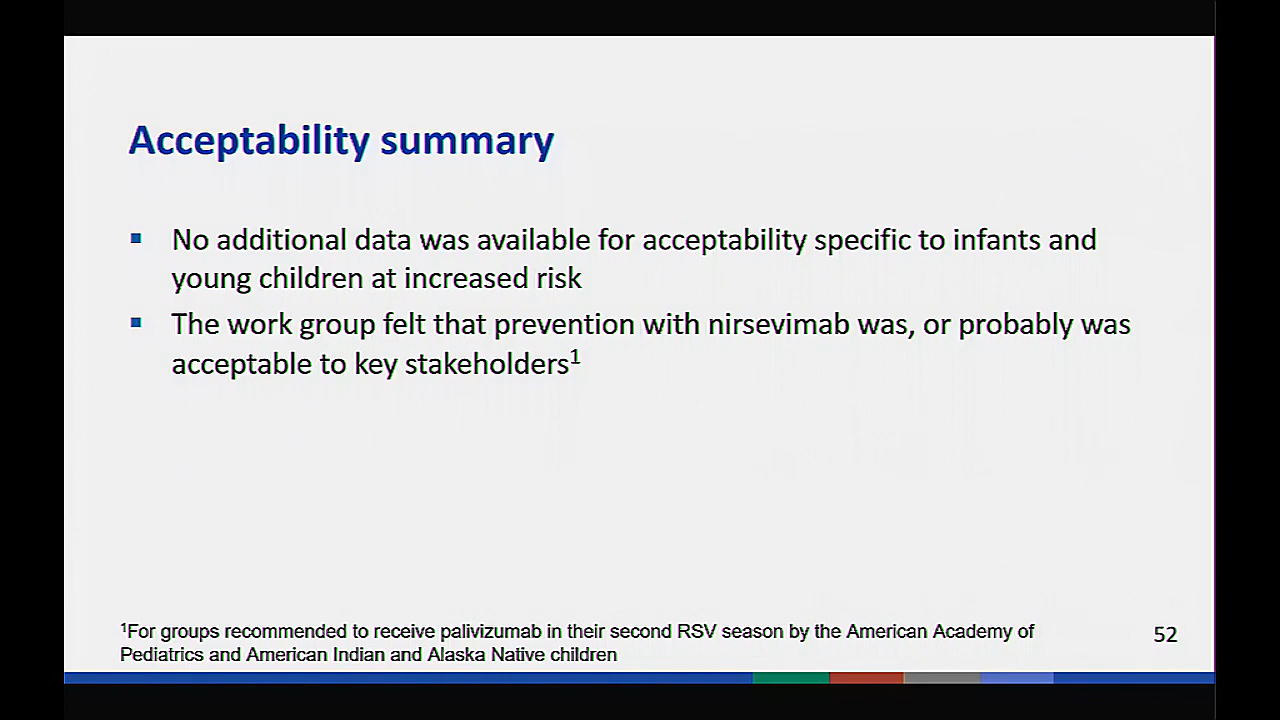 Acceptability summary
▪ No additional data was available for acceptability specific to infants and
young children at increased risk
▪ The work group felt that prevention with nirsevimab was, or probably was
acceptable to key stakeholders¹
¹For groups recommended to receive palivizumab in their second RSV season by the American Academy of
Pediatrics and American Indian and Alaska Native children
52